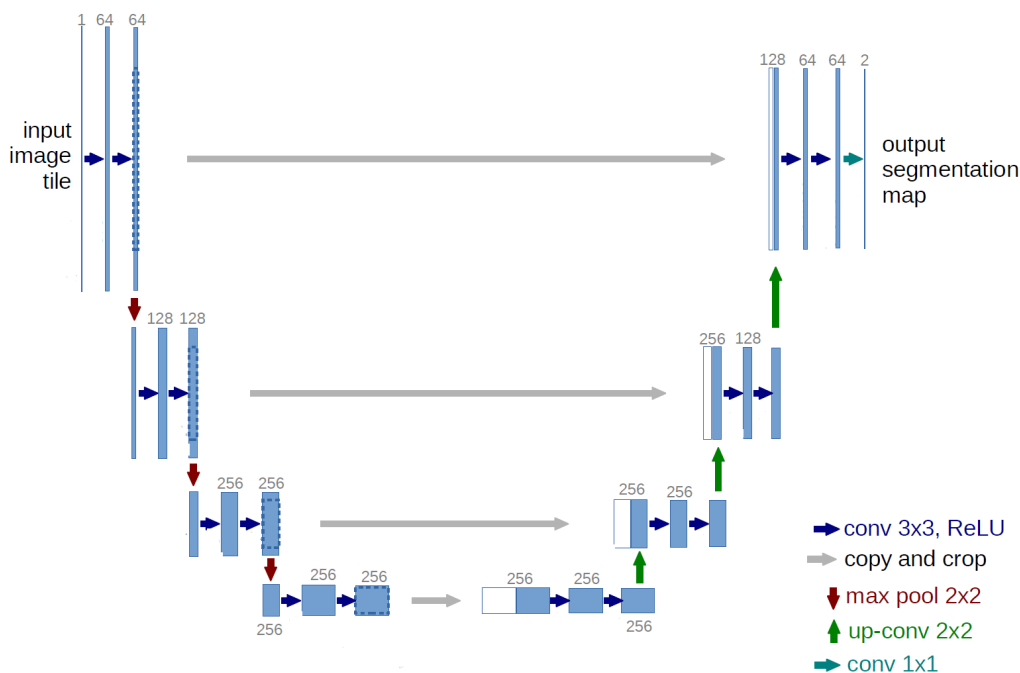 1 64 64
128 64 64 2
input
image
tile
output
segmentation
map
128 128
256 128
256 256
256 256
256 256
256 256
256
256
conv 3x3, ReLU
copy and crop
max pool 2x2
up-conv 2x2
conv 1x1